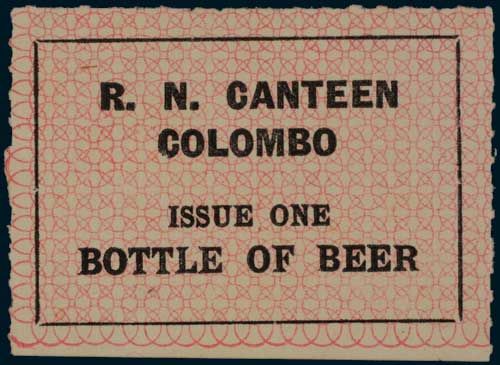 R. N. CANTEEN
COLOMBO
ISSUE ONE
BOTTLE OF BEER